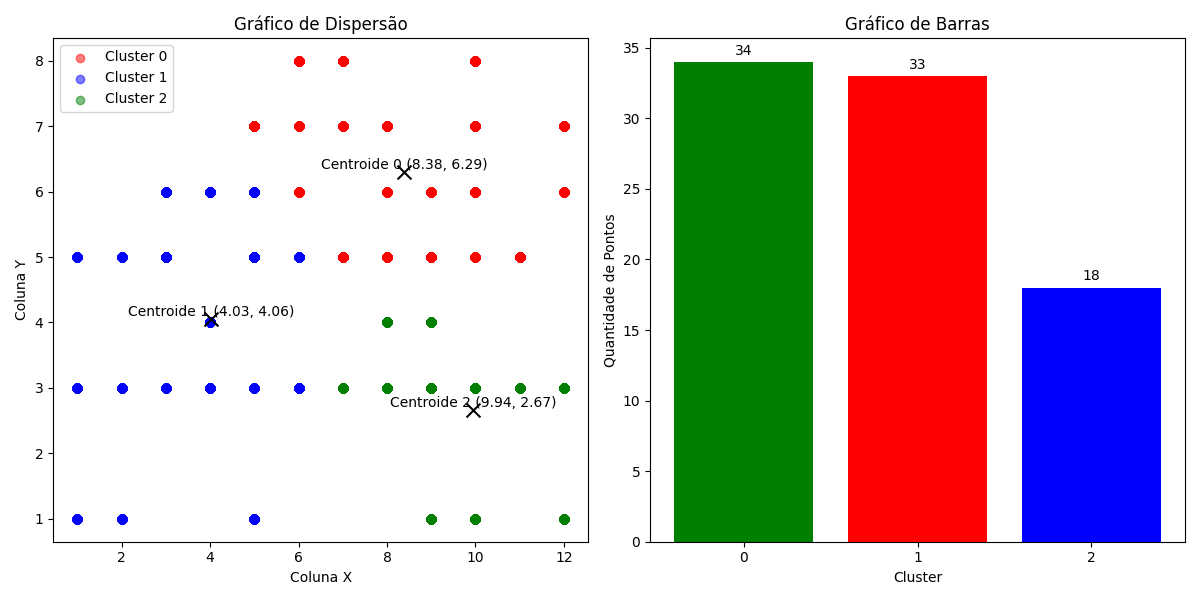 Gráfico de Dispersão
Cluster 0
Cluster 1
Cluster 2
8
7
6
5
4
3
2
1
Coluna Y
Centroide 0 (8.38, 6.29)
Centroide 1 (4.03, 4.06)
Centroide 2 (9.94, 2.67)
2 4 6 8 10 12
Coluna X
Gráfico de Barras
35
30
25
20
15
10
5
0
Quantidade de Pontos
34
33
18
0 1 2
Cluster